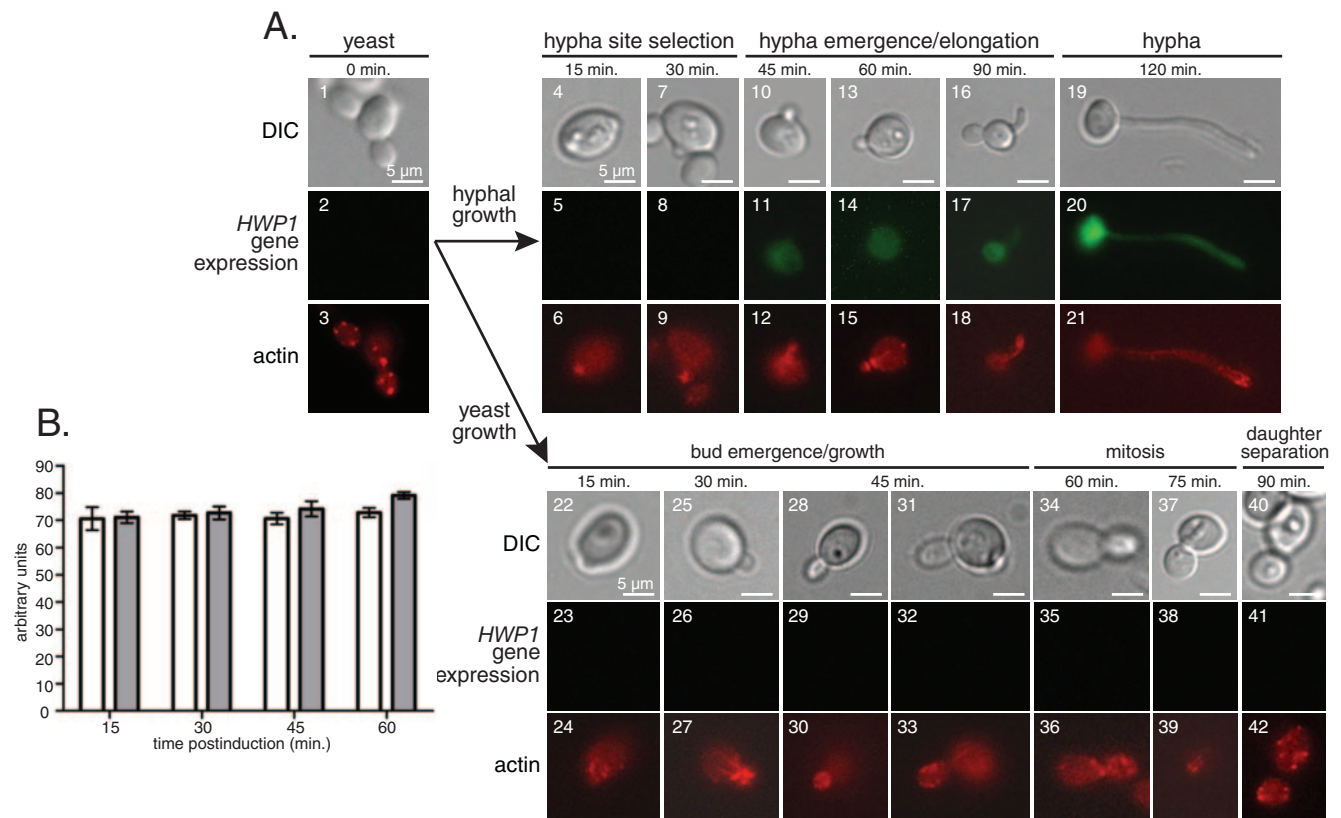 A.
yeast
hypha site selection
hypha emergence/elongation
hypha
0 min.
15 min.
30 min.
45 min.
60 min.
90 min.
120 min.
DIC
1
5 µm
4
5 µm
7
10
13
16
19
HWP1
gene
expression
2
hyphal
growth
5
8
11
14
17
20
actin
3
6
9
12
15
18
21
yeast
growth
bud emergence/growth
mitosis
daughter
separation
15 min.
30 min.
45 min.
60 min.
75 min.
90 min.
DIC
22
5 µm
25
28
31
34
37
40
HWP1
gene
expression
23
26
29
32
35
38
41
actin
24
27
30
33
36
39
42
B.
arbitrary units
90
80
70
60
50
40
30
20
10
0
15
30
45
60
time postinduction (min.)